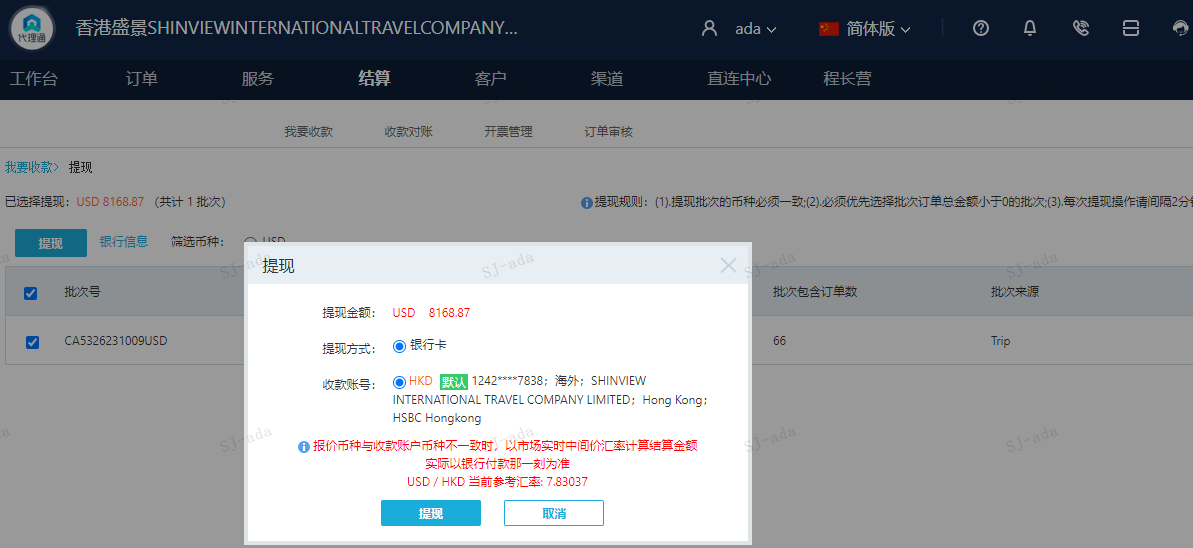 代理通
香港盛景SHINVIEWINTERNATIONALTRAVELCOMPANY...
ada
简体版
工作台 订单 服务 结算 客户 渠道 直连中心 程长营
我要收款 收款对账 开票管理 订单审核
我要收款> 提现
已选择提现：USD 8168.87 （共计 1 批次）
提现规则：(1).提现批次的币种必须一致;(2).必须优先选择批次订单总金额小于0的批次;(3).每次提现操作请间隔2分
提现 银行信息 筛选币种： USD
批次号 批次包含订单数 批次来源
CA5326231009USD 66 Trip
提现
提现金额： USD 8168.87
提现方式： 银行卡
收款账号： HKD 默认 1242****7838；海外；SHINVIEW
INTERNATIONAL TRAVEL COMPANY LIMITED；Hong Kong；
HSBC Hongkong
报价币种与收款账户币种不一致时，以市场实时中间价汇率计算结算金额
实际以银行付款那一刻为准
USD / HKD 当前参考汇率: 7.83037
提现 取消
SJ-ada